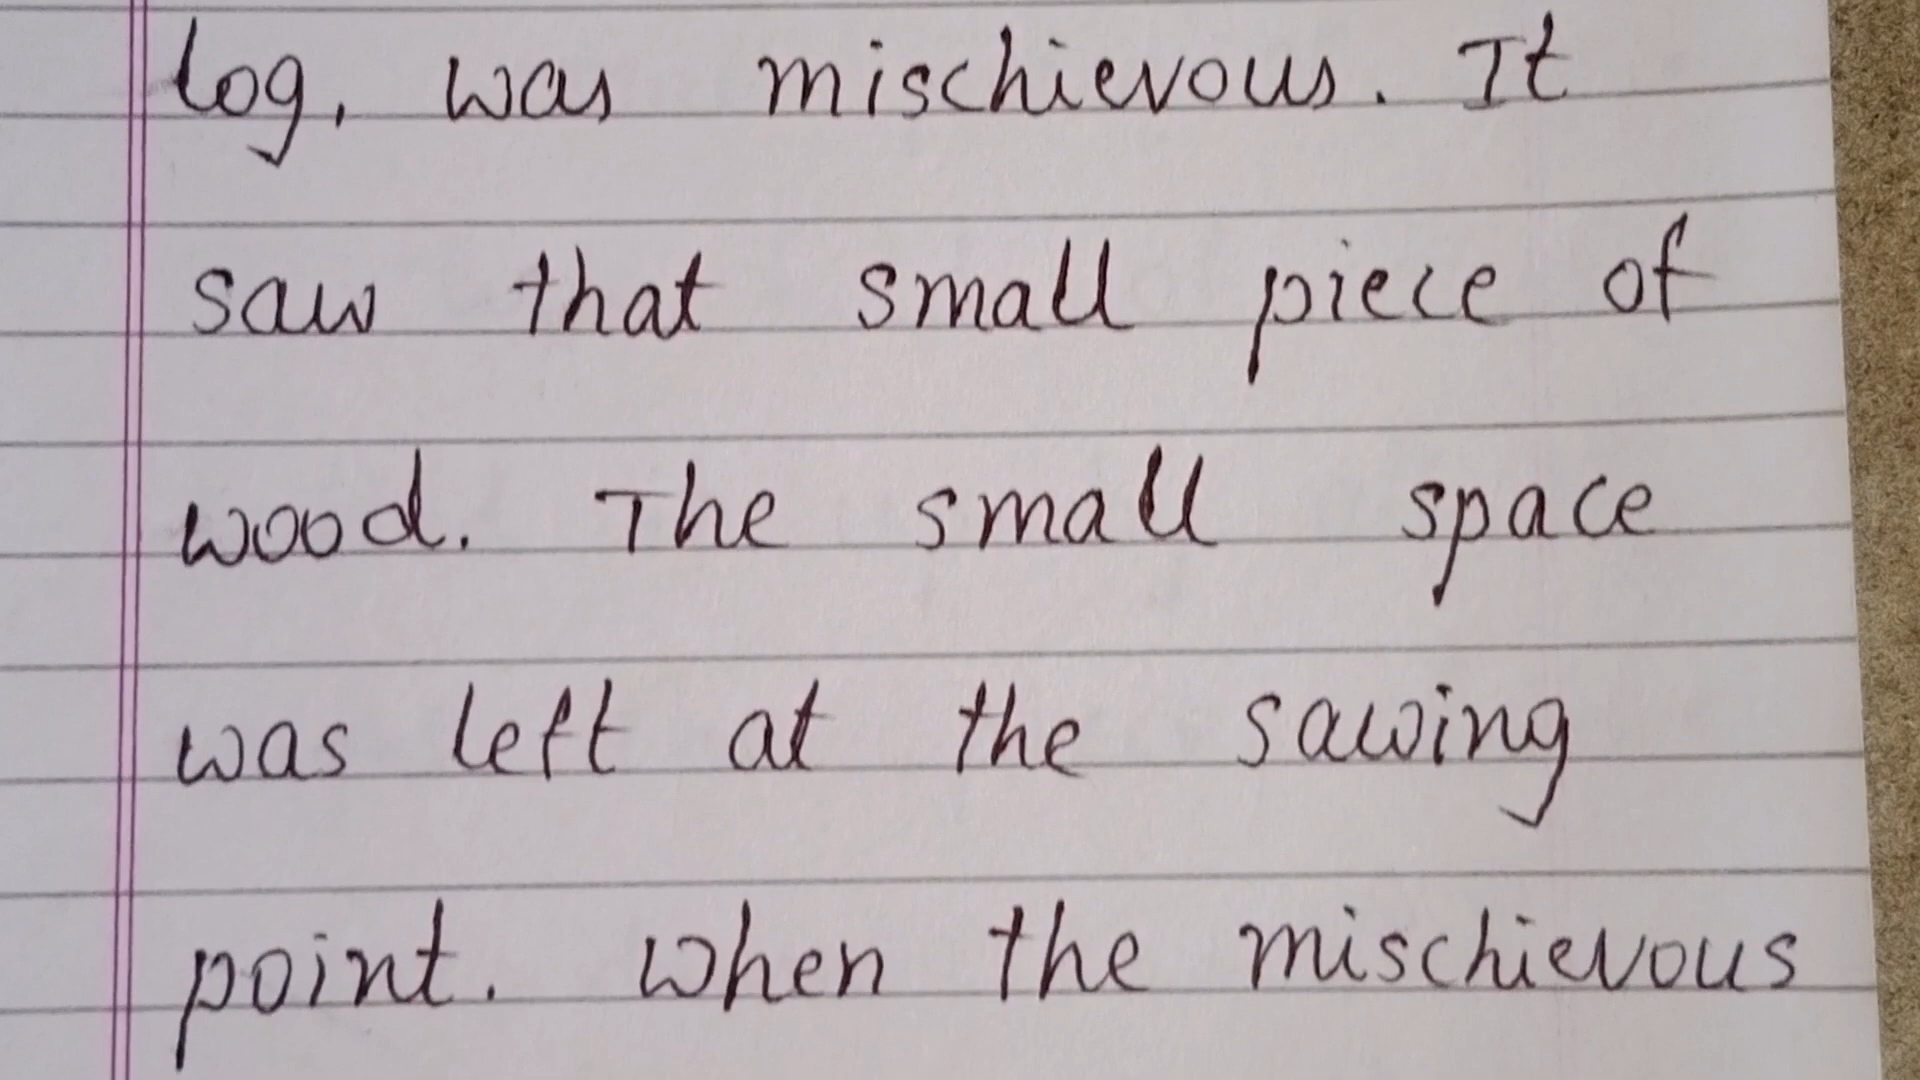 log, was mischievous. It
saw that small piece of
wood. The small space
was left at the sawing
point. When the mischievous